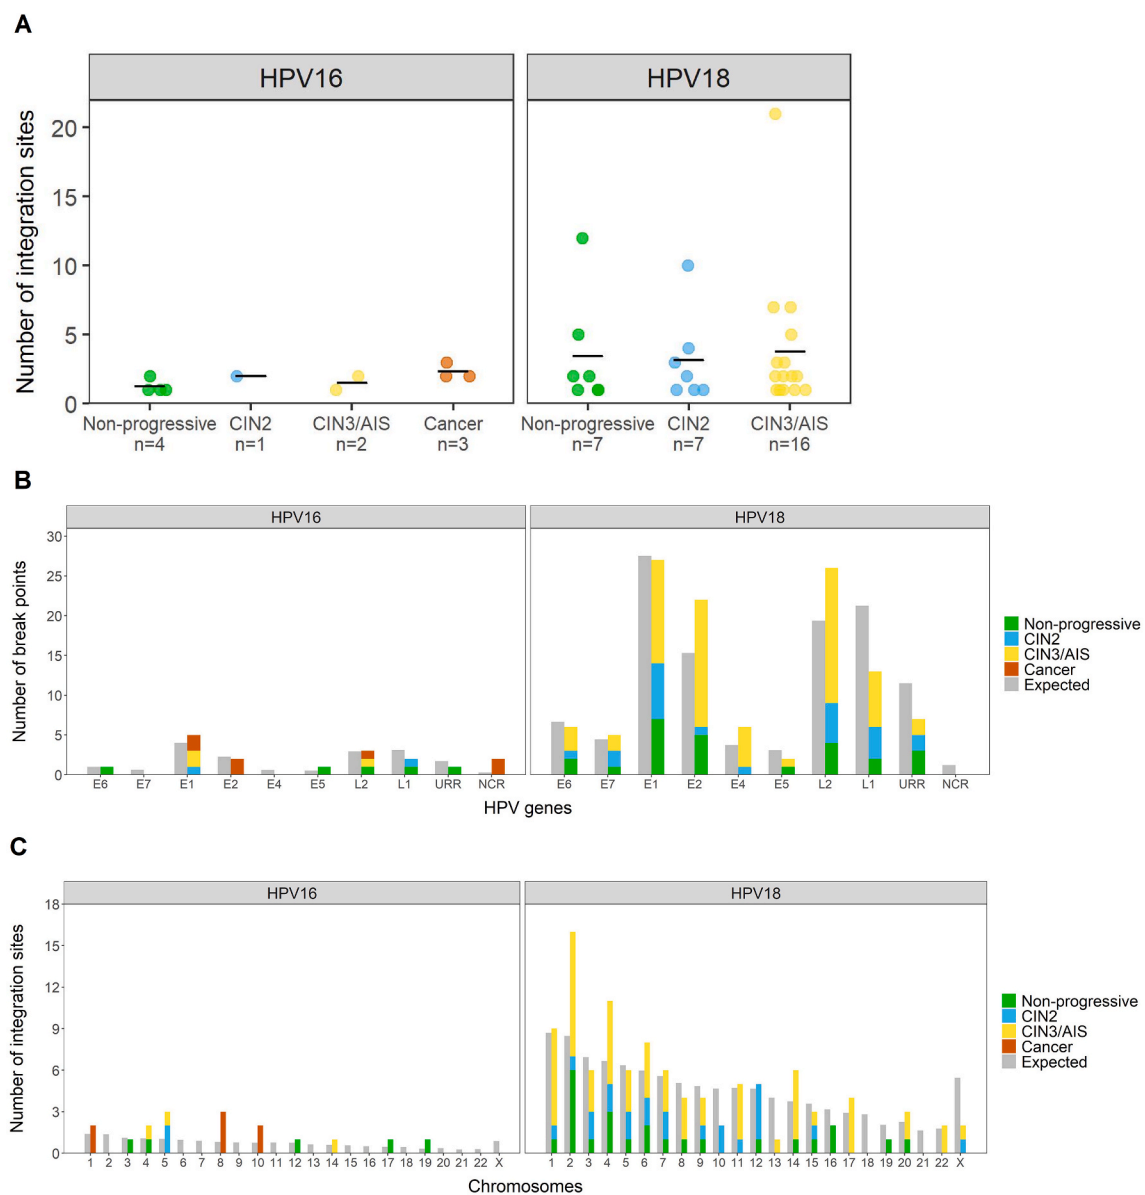 A
HPV16 HPV18
Number of integration sites
20
15
10
5
0
Non-progressive CIN2 CIN3/AIS Cancer Non-progressive CIN2 CIN3/AIS
n=4 n=1 n=2 n=3 n=7 n=7 n=16
B
HPV16 HPV18
Number of break points
30
25
20
15
10
5
0
E6 E7 E1 E2 E4 E5 L2 L1 URR NCR E6 E7 E1 E2 E4 E5 L2 L1 URR NCR
HPV genes
Non-progressive
CIN2
CIN3/AIS
Cancer
Expected
C
HPV16 HPV18
Number of integration sites
18
15
12
9
6
3
0
1 2 3 4 5 6 7 8 9 10 11 12 13 14 15 16 17 18 19 20 21 22 X 1 2 3 4 5 6 7 8 9 10 11 12 13 14 15 16 17 18 19 20 21 22 X
Chromosomes
Non-progressive
CIN2
CIN3/AIS
Cancer
Expected